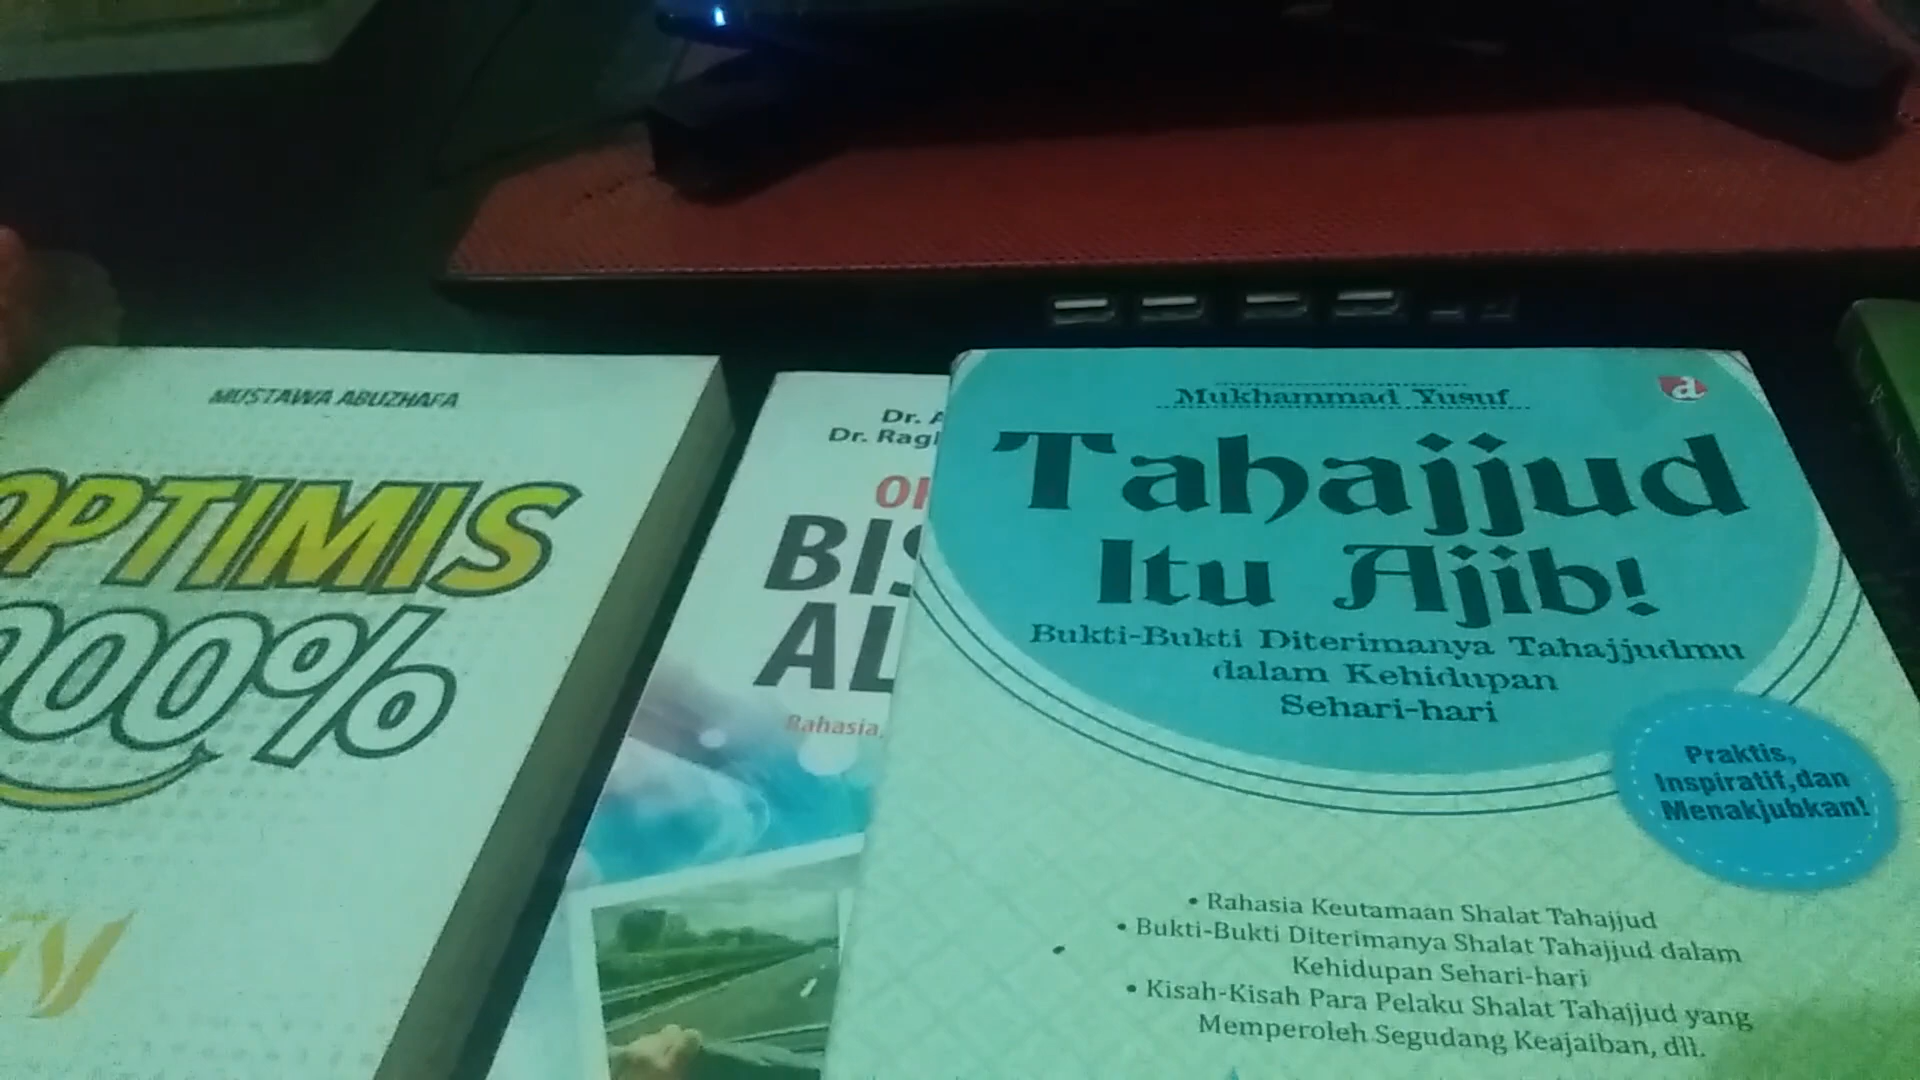 MUSTAWA ABUZHAFA
OPTIMIS
000%
Dr.
Dr.
BIS
AL
Rahasia,
Mukhammad Yusuf
Tahajjud
Itu Ajib!
Bukti-Bukti Diterimanya Tahajjudmu
dalam Kehidupan
Sehari-hari
Praktis,
Inspiratif, dan
Menakjubkan!
• Rahasia Keutamaan Shalat Tahajjud
• Bukti-Bukti Diterimanya Shalat Tahajjud dalam
Kehidupan Sehari-hari
• Kisah-Kisah Para Pelaku Shalat Tahajjud yang
Memperoleh Segudang Keajaiban, dll.